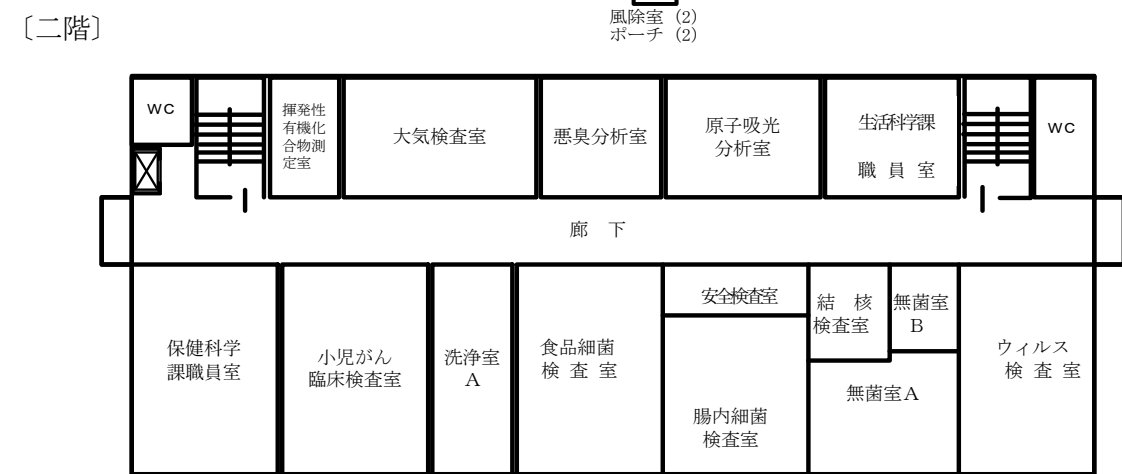 風除室（2）
ポーチ（2）
〔二階〕
WC
揮発性
有機化
合物測
定室
大気検査室
悪臭分析室
原子吸光
分析室
生活科学課
職 員 室
WC
廊 下
保健科学
課職員室
小児がん
臨床検査室
洗浄室
A
食品細菌
検 査 室
安全検査室
腸内細菌
検査室
結 核
検査室
無菌室
B
無菌室A
ウィルス
検 査 室